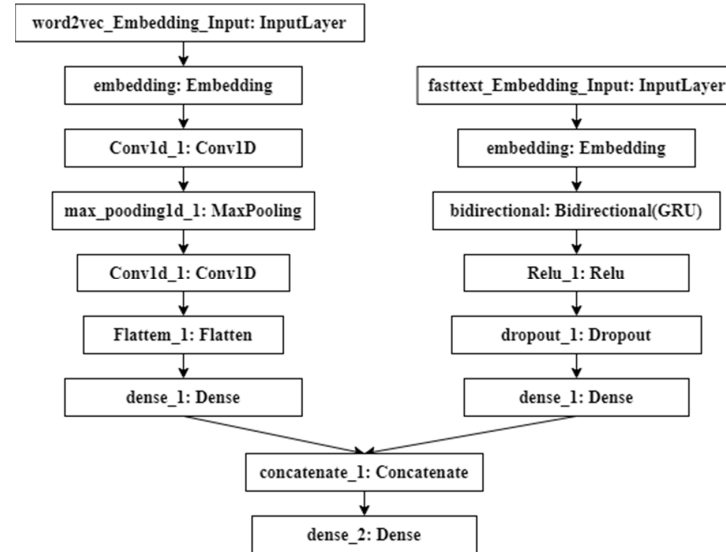 word2vec_Embedding_Input: InputLayer
embedding: Embedding
Conv1d_1: Conv1D
max_pooding1d_1: MaxPooling
Conv1d_1: Conv1D
Flattem_1: Flatten
dense_1: Dense
fasttext_Embedding_Input: InputLayer
embedding: Embedding
bidirectional: Bidirectional(GRU)
Relu_1: Relu
dropout_1: Dropout
dense_1: Dense
concatenate_1: Concatenate
dense_2: Dense